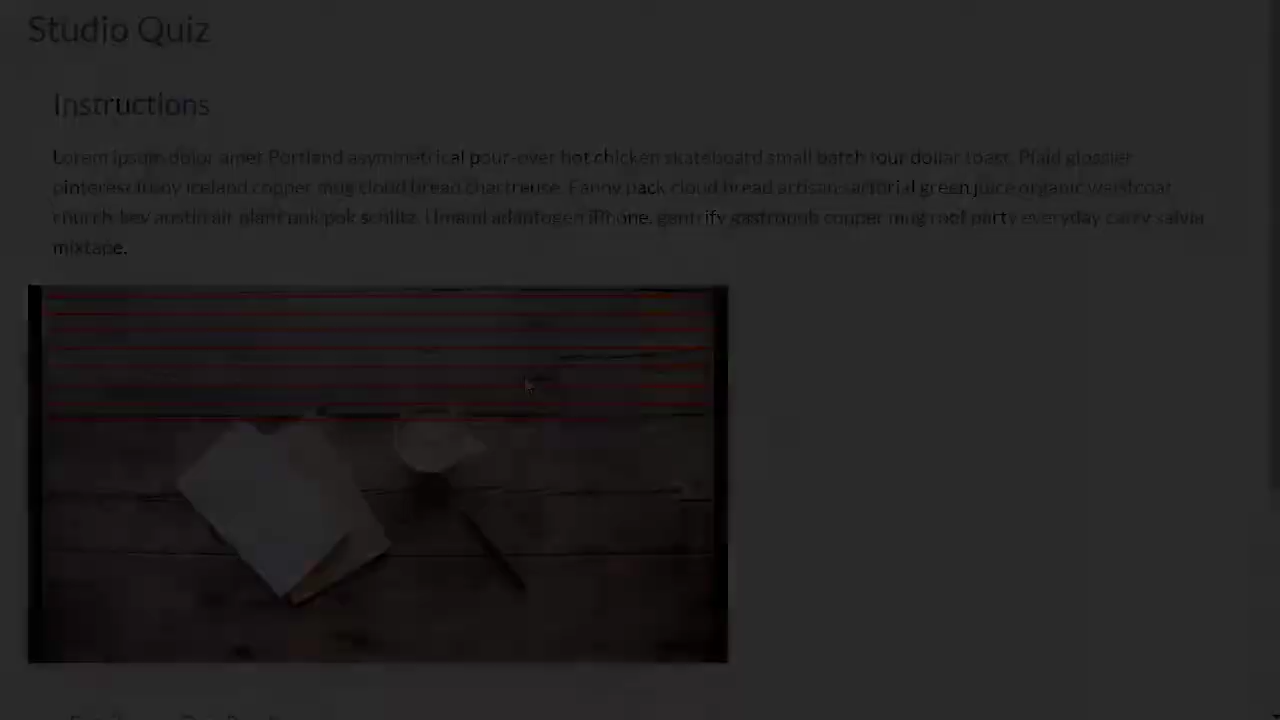 Studio Quiz
Instructions
Lorem ipsum dolor amet Portland asymmetrical pour-over hot chicken skateboard small batch four dollar toast. Plaid glossier
pinterest iceland copper mug cloud bread chartreuse. Fanny pack cloud bread artisan sartorial green juice organic waistcoat
church-key austin air plant pok pok schlitz. Umami adaptogen iPhone, gentrify gastropub copper mug roof party everyday carry salvia
mixtape.